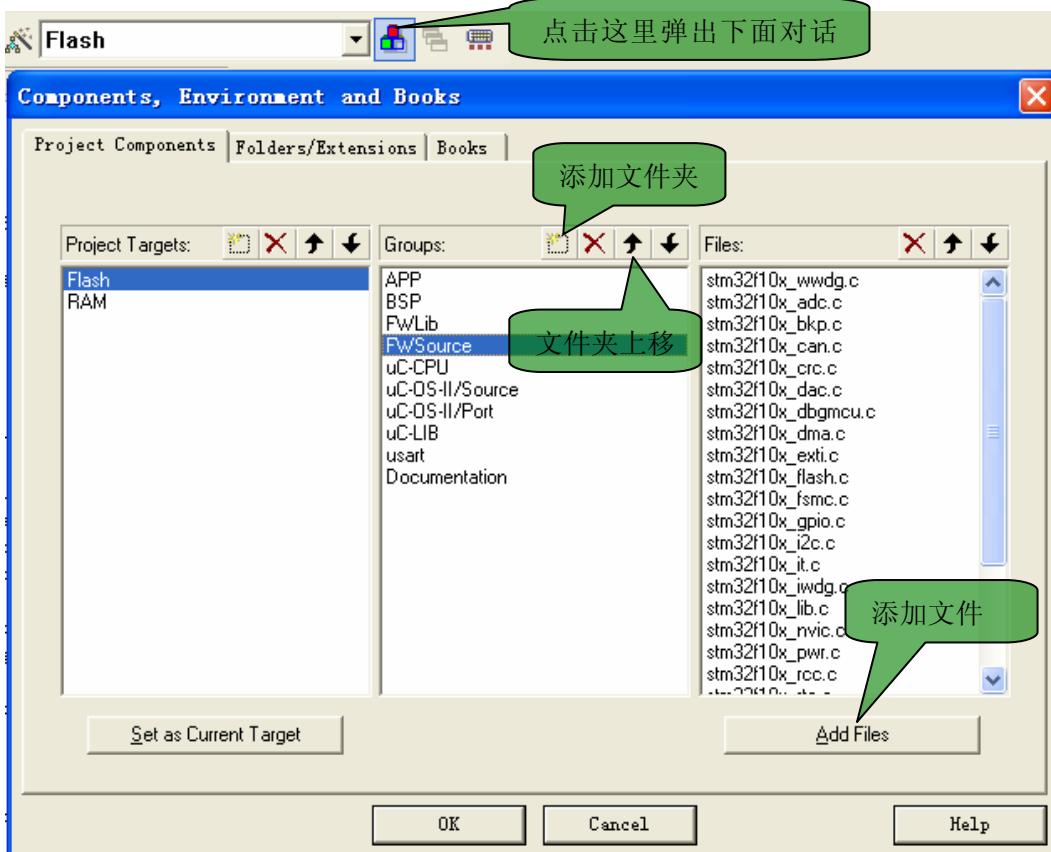 Flash
点击这里弹出下面对话
Components, Environment and Books
Project Components
Folders/Extensions
Books
添加文件夹
Project Targets:
Groups:
Files:
Flash
RAM
APP
BSP
FWLib
FWSource
uC-CPU
uC-OS-II/Source
uC-OS-II/Port
uC-LIB
usart
Documentation
文件夹上移
stm32f10x_wwdg.c
stm32f10x_adc.c
stm32f10x_bkp.c
stm32f10x_can.c
stm32f10x_crc.c
stm32f10x_dac.c
stm32f10x_dbgmcu.c
stm32f10x_dma.c
stm32f10x_exti.c
stm32f10x_flash.c
stm32f10x_fsmc.c
stm32f10x_gpio.c
stm32f10x_i2c.c
stm32f10x_it.c
stm32f10x_iwdg.c
stm32f10x_lib.c
stm32f10x_nvic.c
stm32f10x_pwr.c
stm32f10x_rcc.c
添加文件
Set as Current Target
Add Files
OK
Cancel
Help